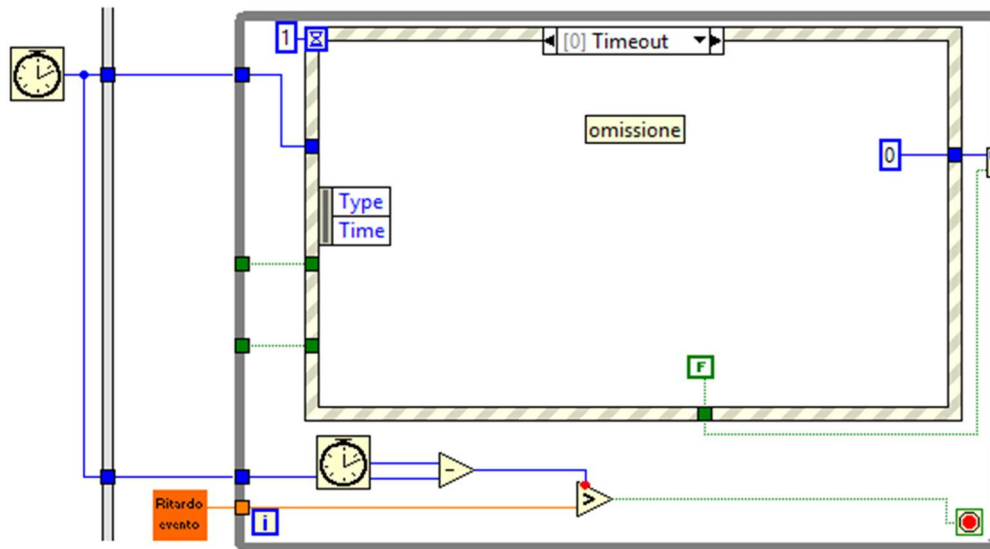 1
[0] Timeout
omissione
0
Type
Time
F
-
>
Ritardo
evento
i